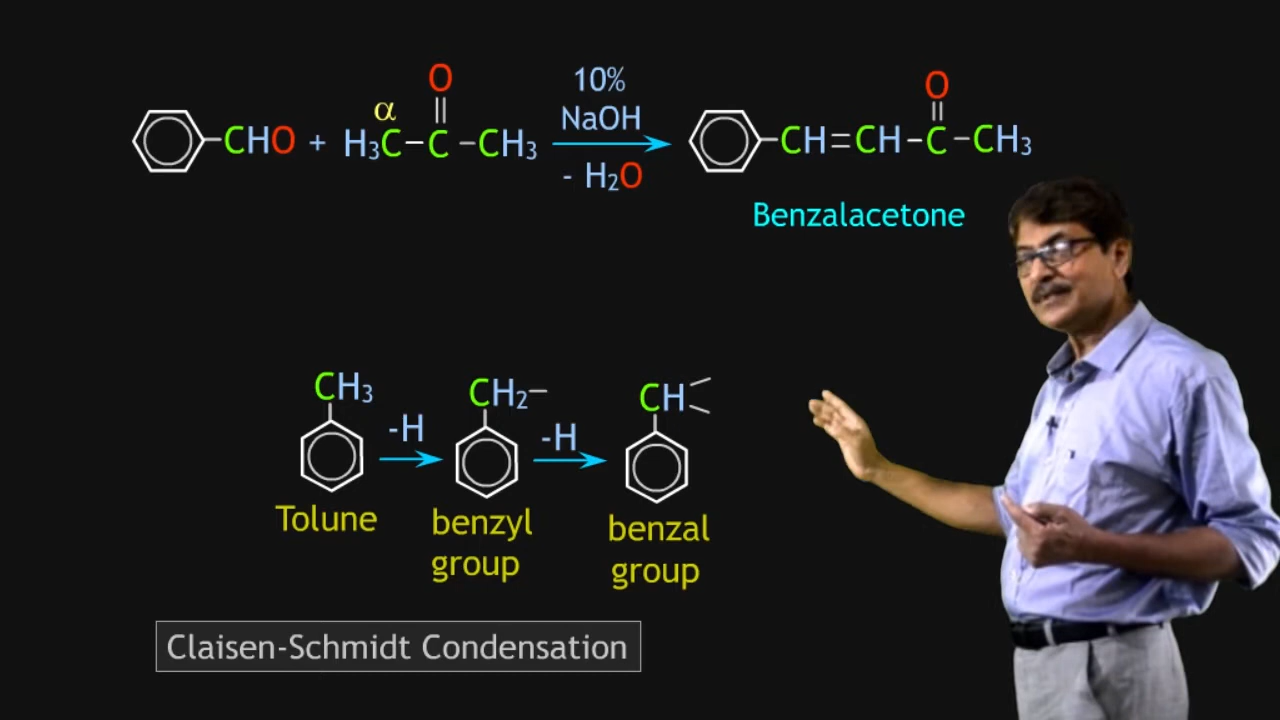 O
α
10%
NaOH
CHO + H₃C – C – CH₃
- H₂O
O
CH=CH – C – CH₃
Benzalacetone
CH₃
-H
CH₂–
-H
CH
Tolune
benzyl
group
benzal
group
Claisen-Schmidt Condensation